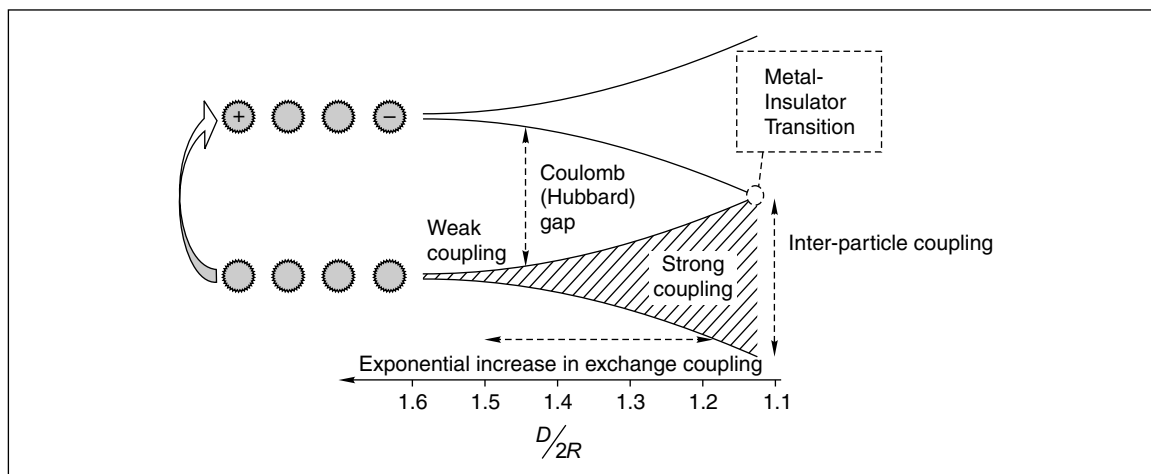 Metal-
Insulator
Transition
+
−
Coulomb
(Hubbard)
gap
Weak
coupling
Inter-particle coupling
Strong
coupling
Exponential increase in exchange coupling
1.6 1.5 1.4 1.3 1.2 1.1
D/2R